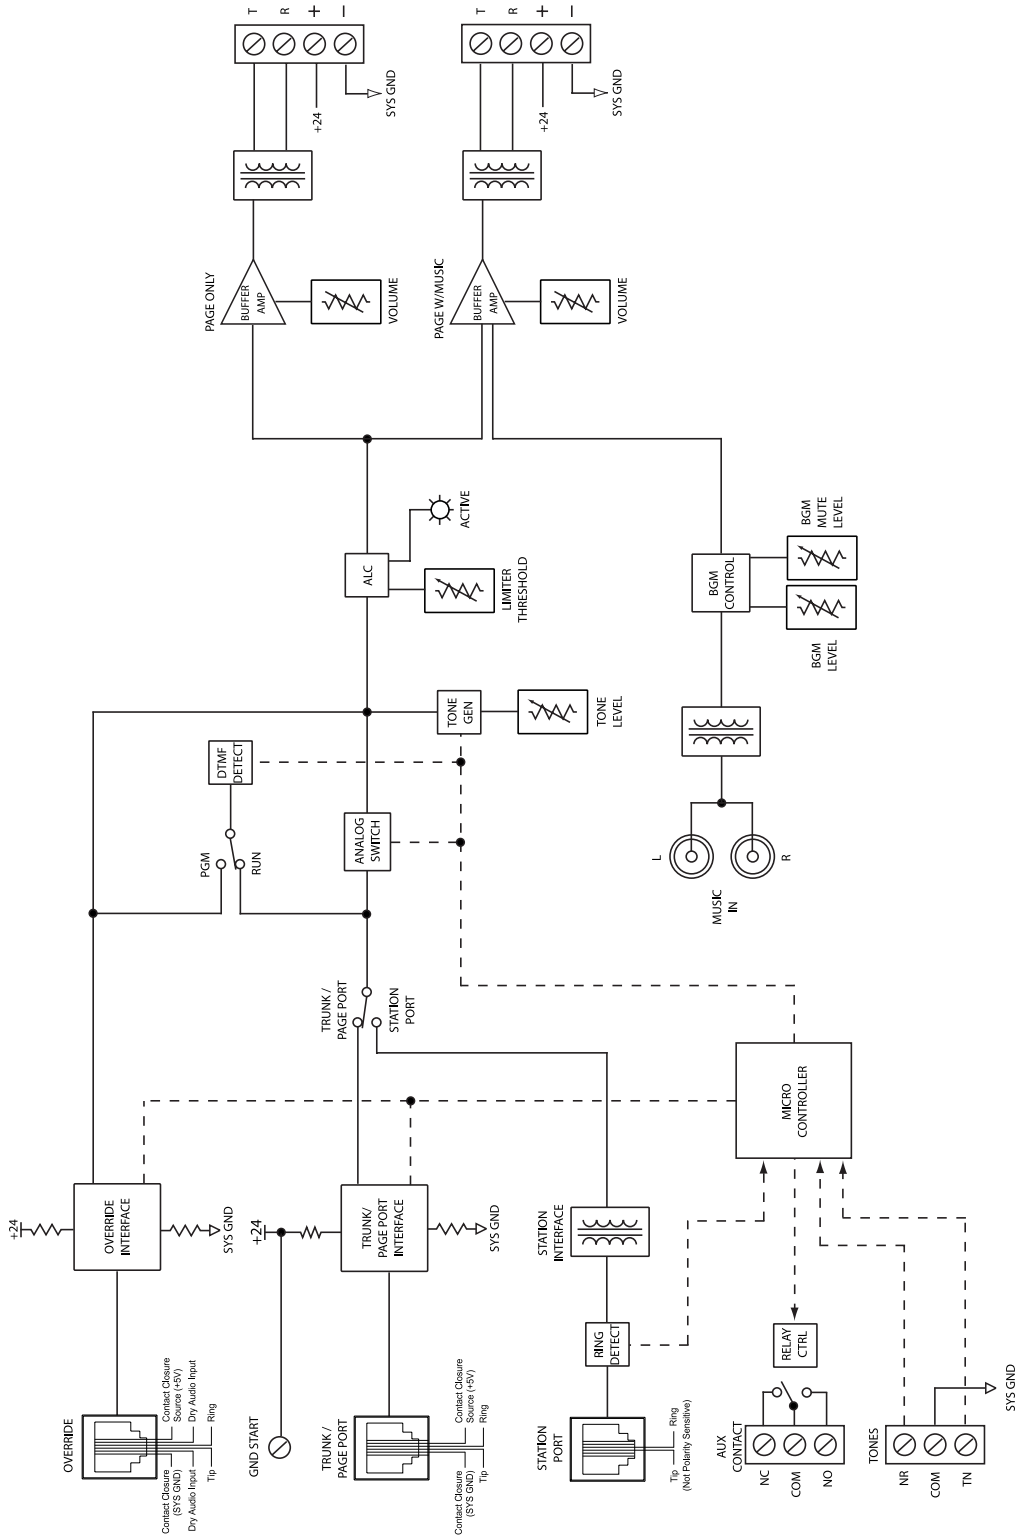 OVERRIDE
Contact Closure
(SYS GND)
Dry Audio Input
Tip
Contact Closure
Source (+5V)
Dry Audio Input
Ring
+24
OVERRIDE
INTERFACE
SYS GND
GND START
+24
TRUNK /
PAGE PORT
Contact Closure
(SYS GND)
Tip
Contact Closure
Source (+5V)
Ring
TRUNK/
PAGE PORT
INTERFACE
SYS GND
STATION
PORT
Tip
(Not Polarity Sensitive)
Ring
RING
DETECT
STATION
INTERFACE
AUX
CONTACT
NC
COM
NO
RELAY
CTRL
TONES
NR
COM
TN
SYS GND
MICRO
CONTROLLER
TRUNK /
PAGE PORT
STATION
PORT
PGM
RUN
DTMF
DETECT
ANALOG
SWITCH
TONE
GEN
TONE
LEVEL
ALC
LIMITER
THRESHOLD
ACTIVE
MUSIC
IN
L
R
BGM
CONTROL
BGM
LEVEL
BGM
MUTE
LEVEL
PAGE ONLY
BUFFER
AMP
VOLUME
T
R
+
–
+24
SYS GND
PAGE W/MUSIC
BUFFER
AMP
VOLUME
T
R
+
–
+24
SYS GND